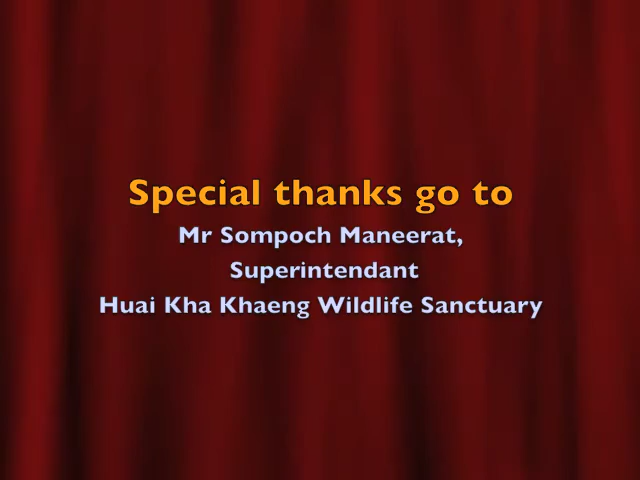 Special thanks go to
Mr Sompoch Maneerat,
Superintendant
Huai Kha Khaeng Wildlife Sanctuary